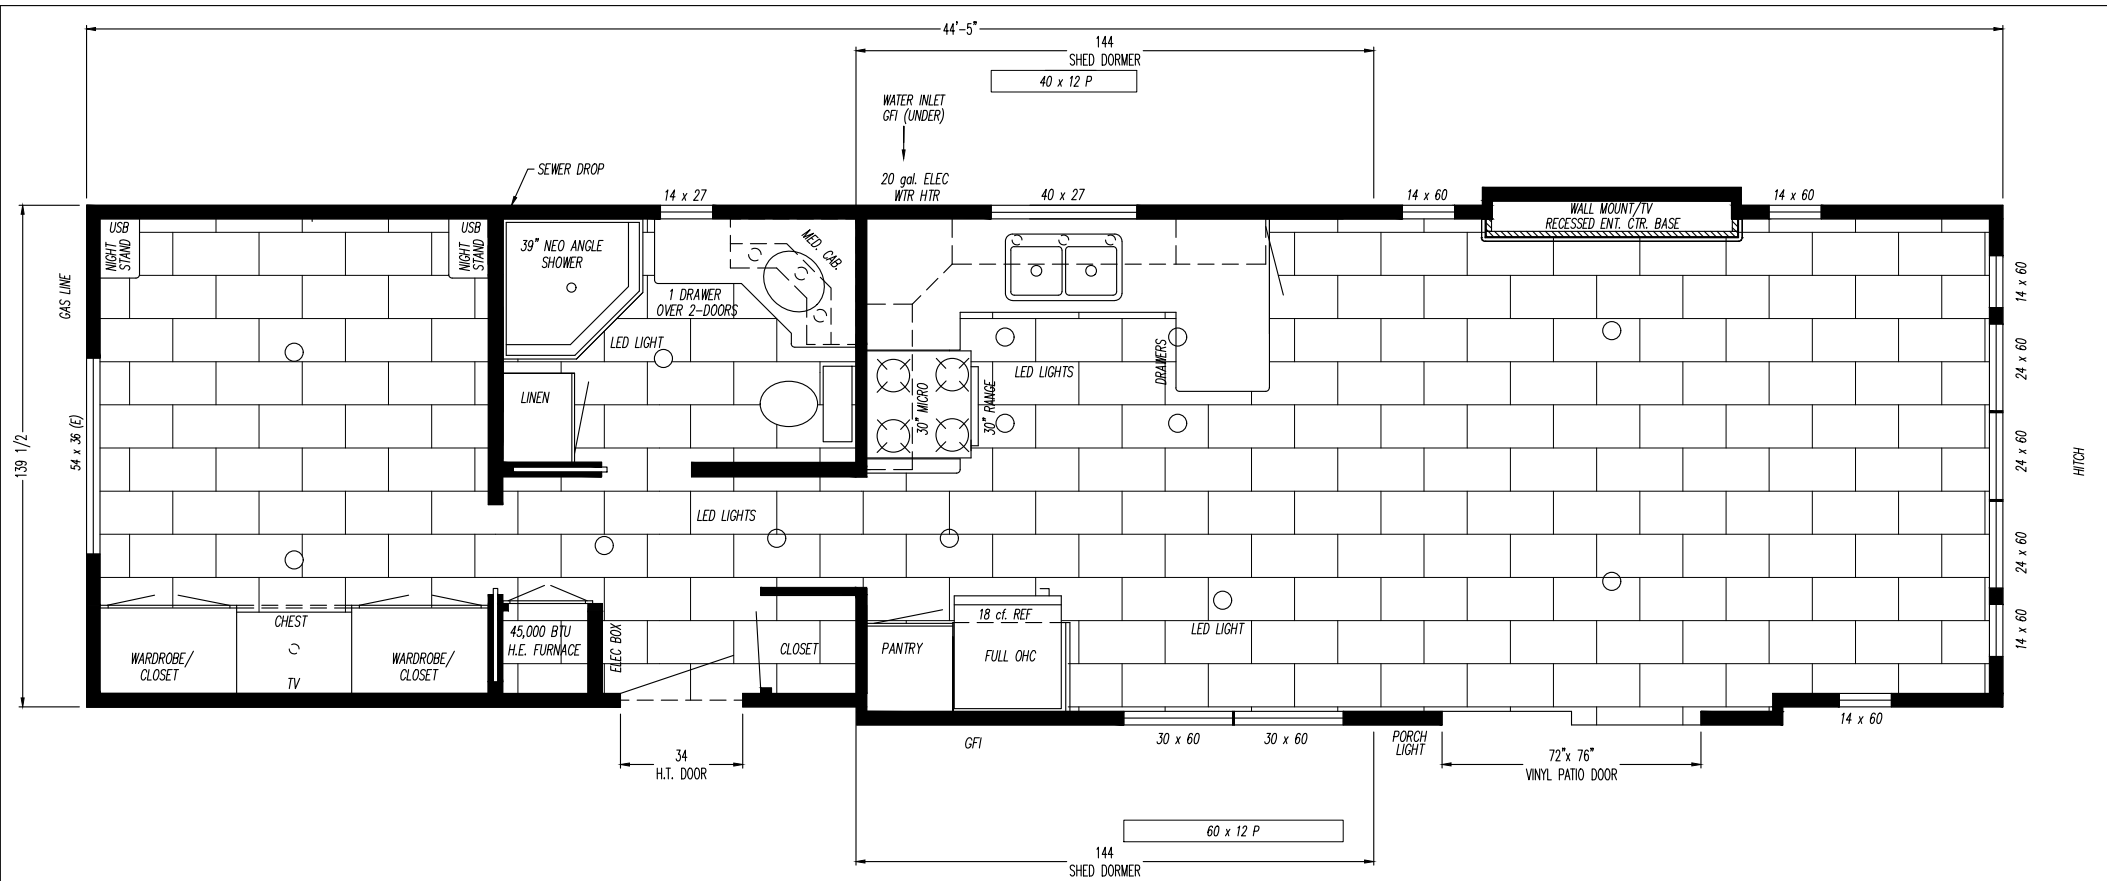 44'-5"
144
SHED DORMER
40 x 12 P
WATER INLET
GFI (UNDER)
SEWER DROP
20 gal. ELEC
WTR HTR
14 x 27
40 x 27
14 x 60
14 x 60
WALL MOUNT/TV
RECESSED ENT. CTR. BASE
USB
NIGHT
STAND
USB
NIGHT
STAND
39" NEO ANGLE
SHOWER
MED. CAB.
1 DRAWER
OVER 2-DOORS
LED LIGHT
LINEN
GAS LINE
54 x 36 (E)
139 1/2
30" MICRO
30" RANGE
LED LIGHTS
DRAWERS
14 x 60
24 x 60
24 x 60
24 x 60
14 x 60
HITCH
LED LIGHTS
CHEST
TV
WARDROBE/
CLOSET
WARDROBE/
CLOSET
45,000 BTU
H.E. FURNACE
ELEC BOX
CLOSET
PANTRY
18 cf. REF
FULL OHC
LED LIGHT
34
H.T. DOOR
GFI
30 x 60
30 x 60
PORCH
LIGHT
72"x 76"
VINYL PATIO DOOR
14 x 60
60 x 12 P
144
SHED DORMER